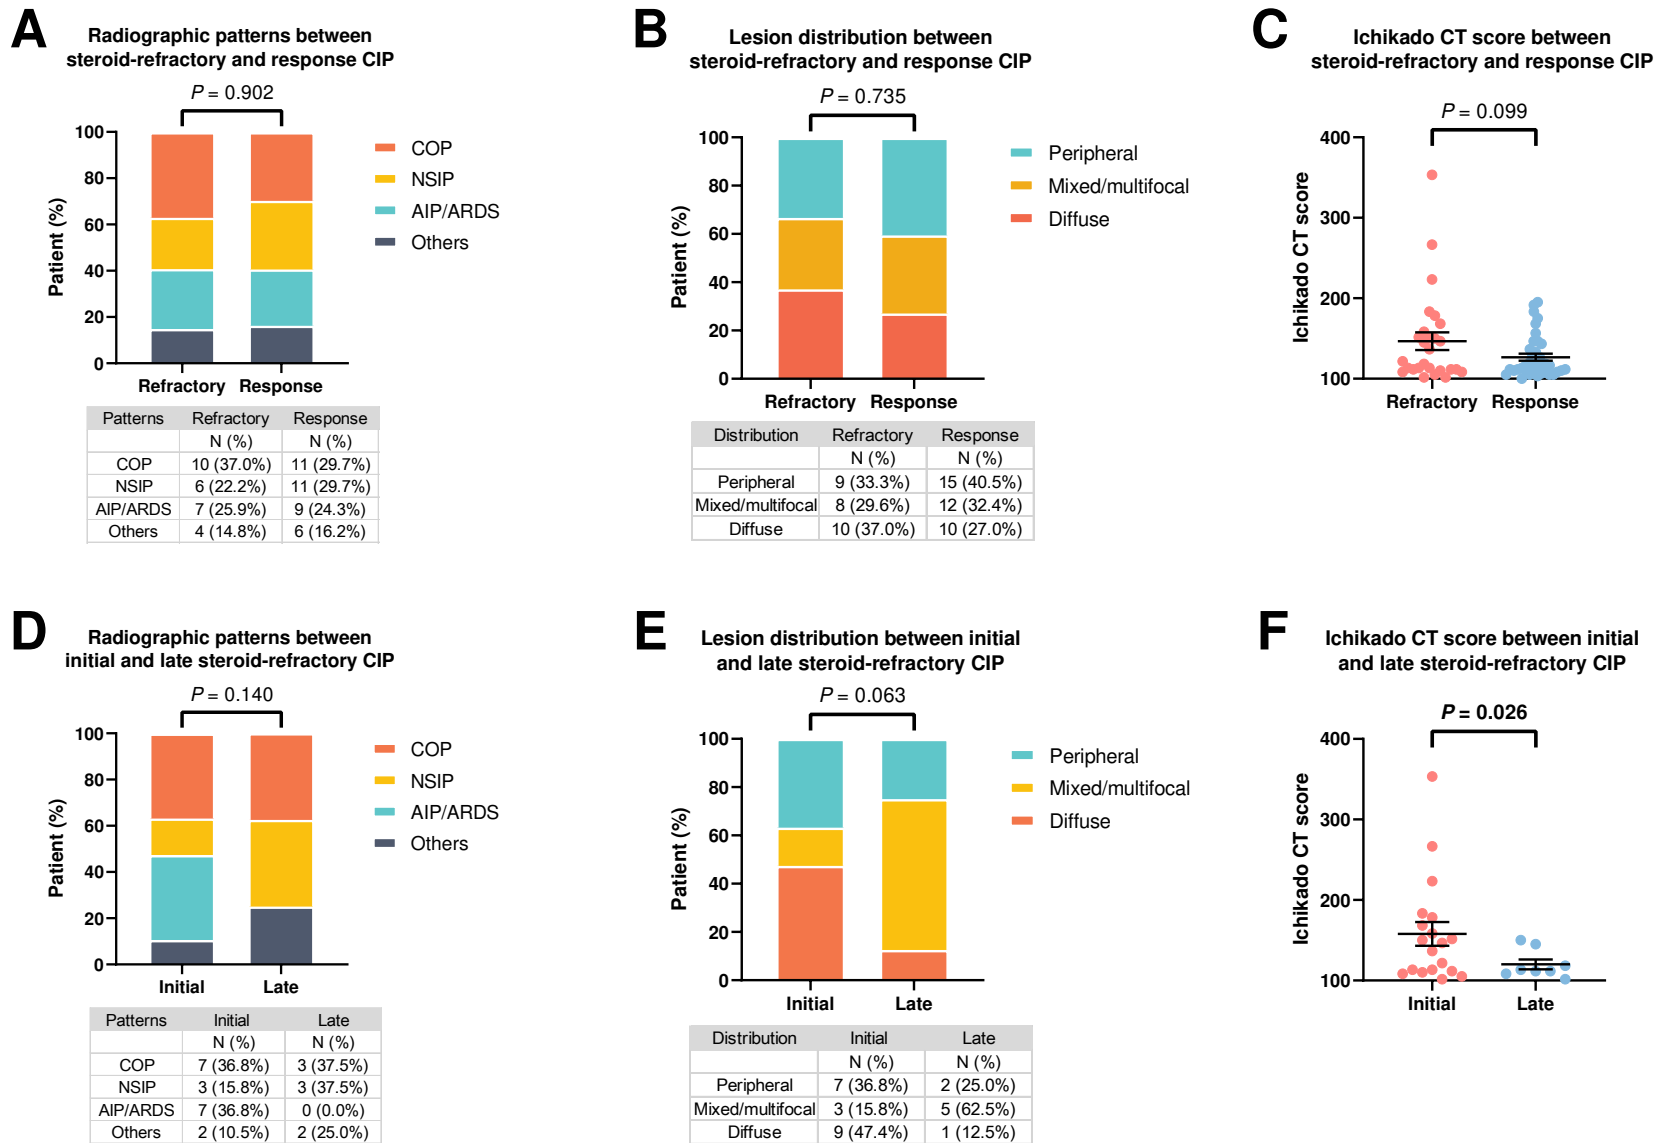 A
Radiographic patterns between
steroid-refractory and response CIP
P = 0.902
100
80
60
40
20
0
Patient (%)
Refractory Response
COP
NSIP
AIP/ARDS
Others
Patterns Refractory Response
N (%) N (%)
COP 10 (37.0%) 11 (29.7%)
NSIP 6 (22.2%) 11 (29.7%)
AIP/ARDS 7 (25.9%) 9 (24.3%)
Others 4 (14.8%) 6 (16.2%)
B
Lesion distribution between
steroid-refractory and response CIP
P = 0.735
100
80
60
40
20
0
Patient (%)
Refractory Response
Peripheral
Mixed/multifocal
Diffuse
Distribution Refractory Response
N (%) N (%)
Peripheral 9 (33.3%) 15 (40.5%)
Mixed/multifocal 8 (29.6%) 12 (32.4%)
Diffuse 10 (37.0%) 10 (27.0%)
C
Ichikado CT score between
steroid-refractory and response CIP
P = 0.099
400
300
200
100
Ichikado CT score
Refractory Response
D
Radiographic patterns between
initial and late steroid-refractory CIP
P = 0.140
100
80
60
40
20
0
Patient (%)
Initial Late
COP
NSIP
AIP/ARDS
Others
Patterns Initial Late
N (%) N (%)
COP 7 (36.8%) 3 (37.5%)
NSIP 3 (15.8%) 3 (37.5%)
AIP/ARDS 7 (36.8%) 0 (0.0%)
Others 2 (10.5%) 2 (25.0%)
E
Lesion distribution between initial
and late steroid-refractory CIP
P = 0.063
100
80
60
40
20
0
Patient (%)
Initial Late
Peripheral
Mixed/multifocal
Diffuse
Distribution Initial Late
N (%) N (%)
Peripheral 7 (36.8%) 2 (25.0%)
Mixed/multifocal 3 (15.8%) 5 (62.5%)
Diffuse 9 (47.4%) 1 (12.5%)
F
Ichikado CT score between initial
and late steroid-refractory CIP
P = 0.026
400
300
200
100
Ichikado CT score
Initial Late